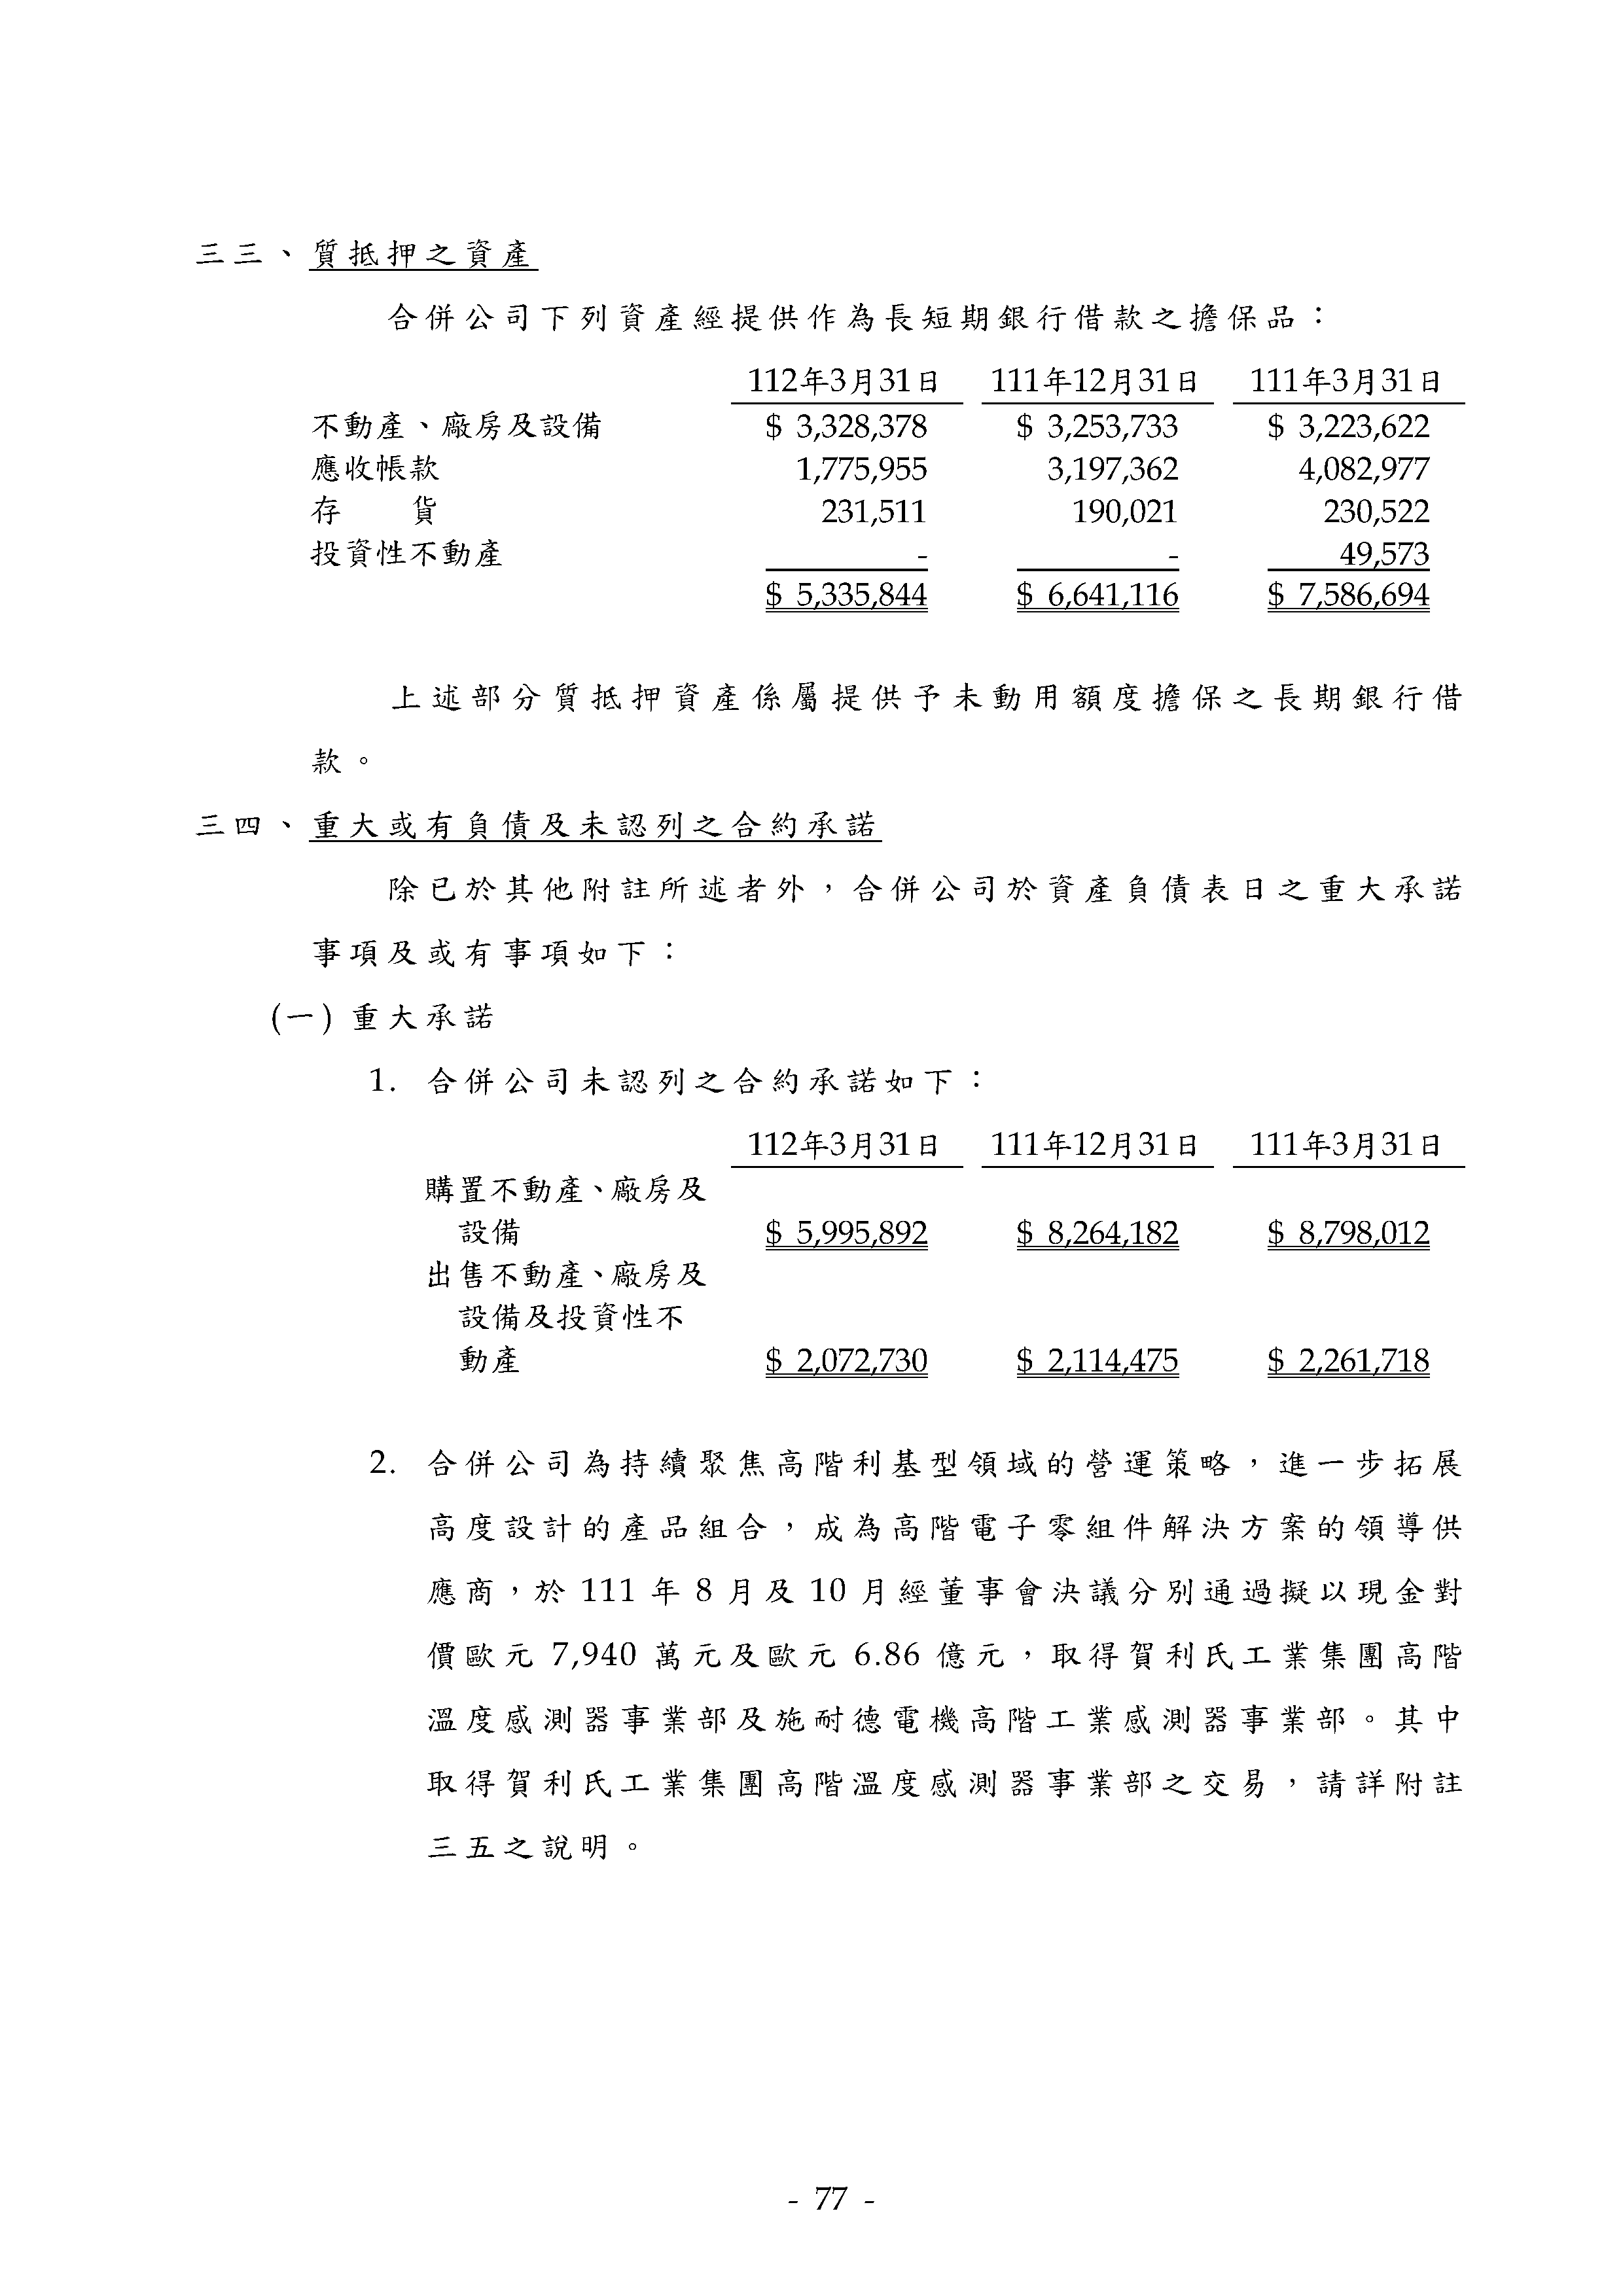 三三、質抵押之資產
合併公司下列資產經提供作為長短期銀行借款之擔保品：
112年3月31日 111年12月31日 111年3月31日
不動產、廠房及設備 $ 3,328,378 $ 3,253,733 $ 3,223,622
應收帳款 1,775,955 3,197,362 4,082,977
存　　貨 231,511 190,021 230,522
投資性不動產 - - 49,573
$ 5,335,844 $ 6,641,116 $ 7,586,694
上述部分質抵押資產係屬提供予未動用額度擔保之長期銀行借
款。
三四、重大或有負債及未認列之合約承諾
除已於其他附註所述者外，合併公司於資產負債表日之重大承諾
事項及或有事項如下：
(一) 重大承諾
1. 合併公司未認列之合約承諾如下：
112年3月31日 111年12月31日 111年3月31日
購置不動產、廠房及
設備 $ 5,995,892 $ 8,264,182 $ 8,798,012
出售不動產、廠房及
設備及投資性不
動產 $ 2,072,730 $ 2,114,475 $ 2,261,718
2. 合併公司為持續聚焦高階利基型領域的營運策略，進一步拓展
高度設計的產品組合，成為高階電子零組件解決方案的領導供
應商，於 111 年 8 月及 10 月經董事會決議分別通過擬以現金對
價歐元 7,940 萬元及歐元 6.86 億元，取得賀利氏工業集團高階
溫度感測器事業部及施耐德電機高階工業感測器事業部。其中
取得賀利氏工業集團高階溫度感測器事業部之交易，請詳附註
三五之說明。
- 77 -